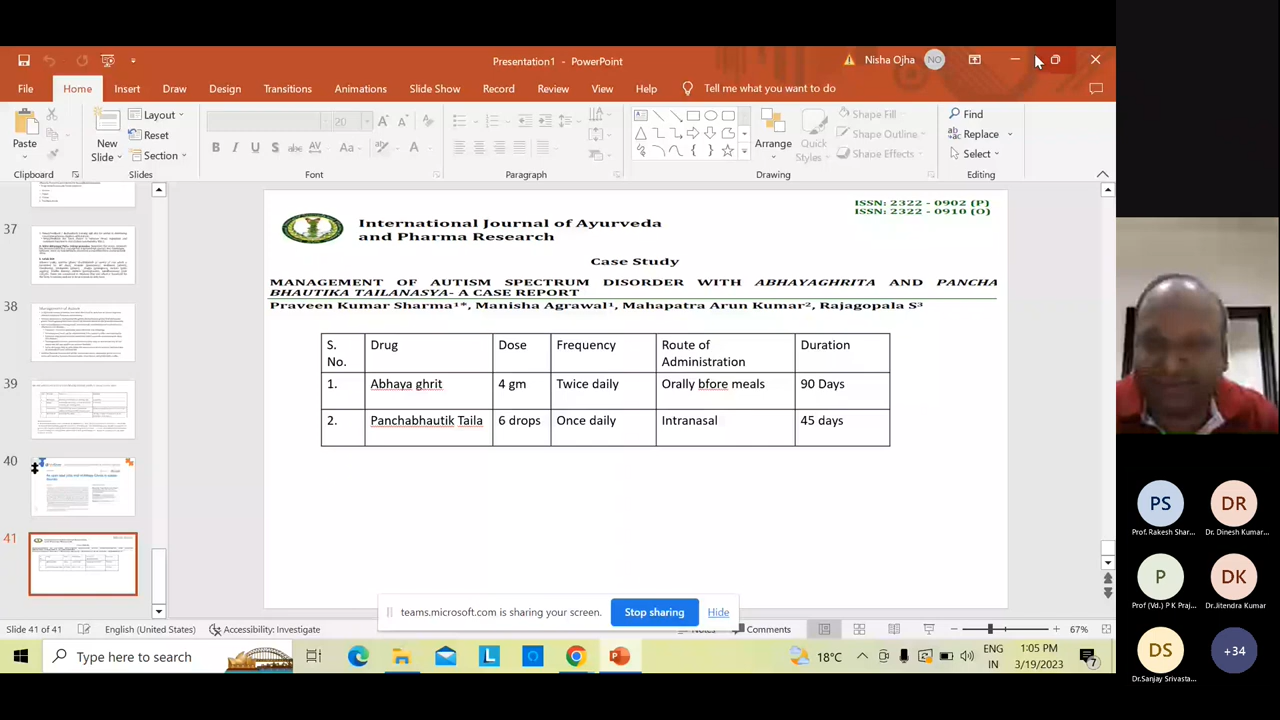 Presentation1 - PowerPoint
Nisha Ojha
NO
File Home Insert Draw Design Transitions Animations Slide Show Record Review View Help Tell me what you want to do
Paste
New
Slide
Layout
Reset
Section
20
Arrange
Quick
Styles
Shape Fill
Shape Outline
Shape Effects
Find
Replace
Select
Clipboard Slides Font Paragraph Drawing Editing
37
38
39
40
41
ISSN: 2322 - 0902 (P)
ISSN: 2322 - 0910 (O)
International Journal of Ayurveda
and Pharma Research
Case Study
MANAGEMENT OF AUTISM SPECTRUM DISORDER WITH ABHAYAGHRITA AND PANCHA
BHAUTIKA TAILANASYA- A CASE REPORT
Praveen Kumar Sharma1*, Manisha Agrawal1, Mahapatra Arun Kumar2, Rajagopala S3
S. No. Drug Dose Frequency Route of Administration Duration
1. Abhaya ghrit 4 gm Twice daily Orally bfore meals 90 Days
2. Panchabhautik Taila 6 drops Once daily Intranasal 45 days
teams.microsoft.com is sharing your screen. Stop sharing Hide
Slide 41 of 41 English (United States) Accessibility: Investigate Notes Comments 67%
Type here to search
18°C
ENG
IN
1:05 PM
3/19/2023
7
PS
Prof. Rakesh Shar...
DR
Dr. Dinesh Kumar...
P
Prof (Vd.) P K Praj...
DK
Dr.Jitendra Kumar
DS
Dr.Sanjay Srivasta...
+34